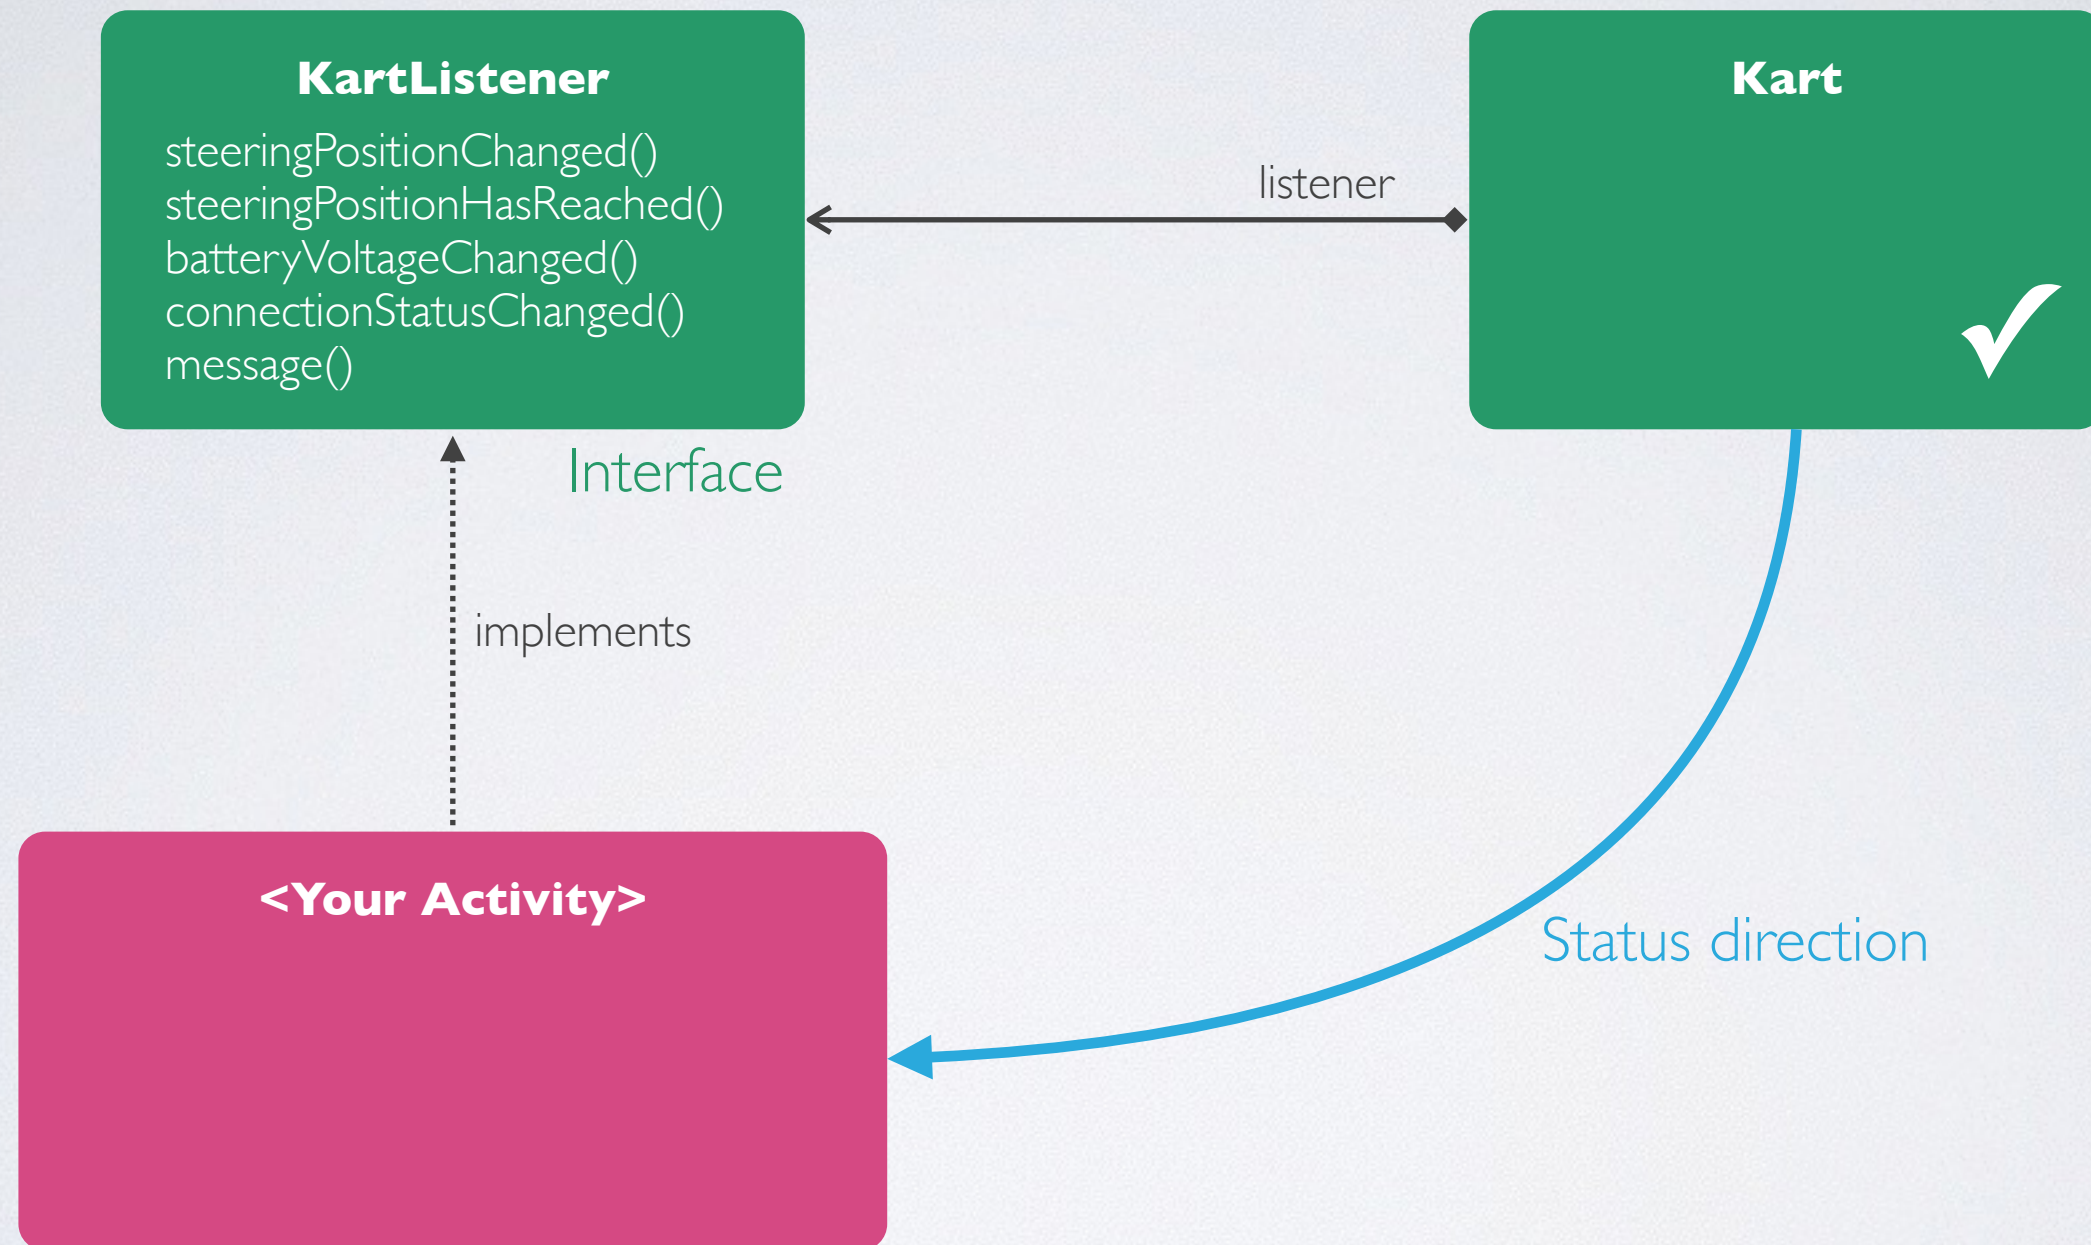 KartListener
steeringPositionChanged()
steeringPositionHasReached()
batteryVoltageChanged()
connectionStatusChanged()
message()
Interface
listener
Kart
implements
<Your Activity>
Status direction